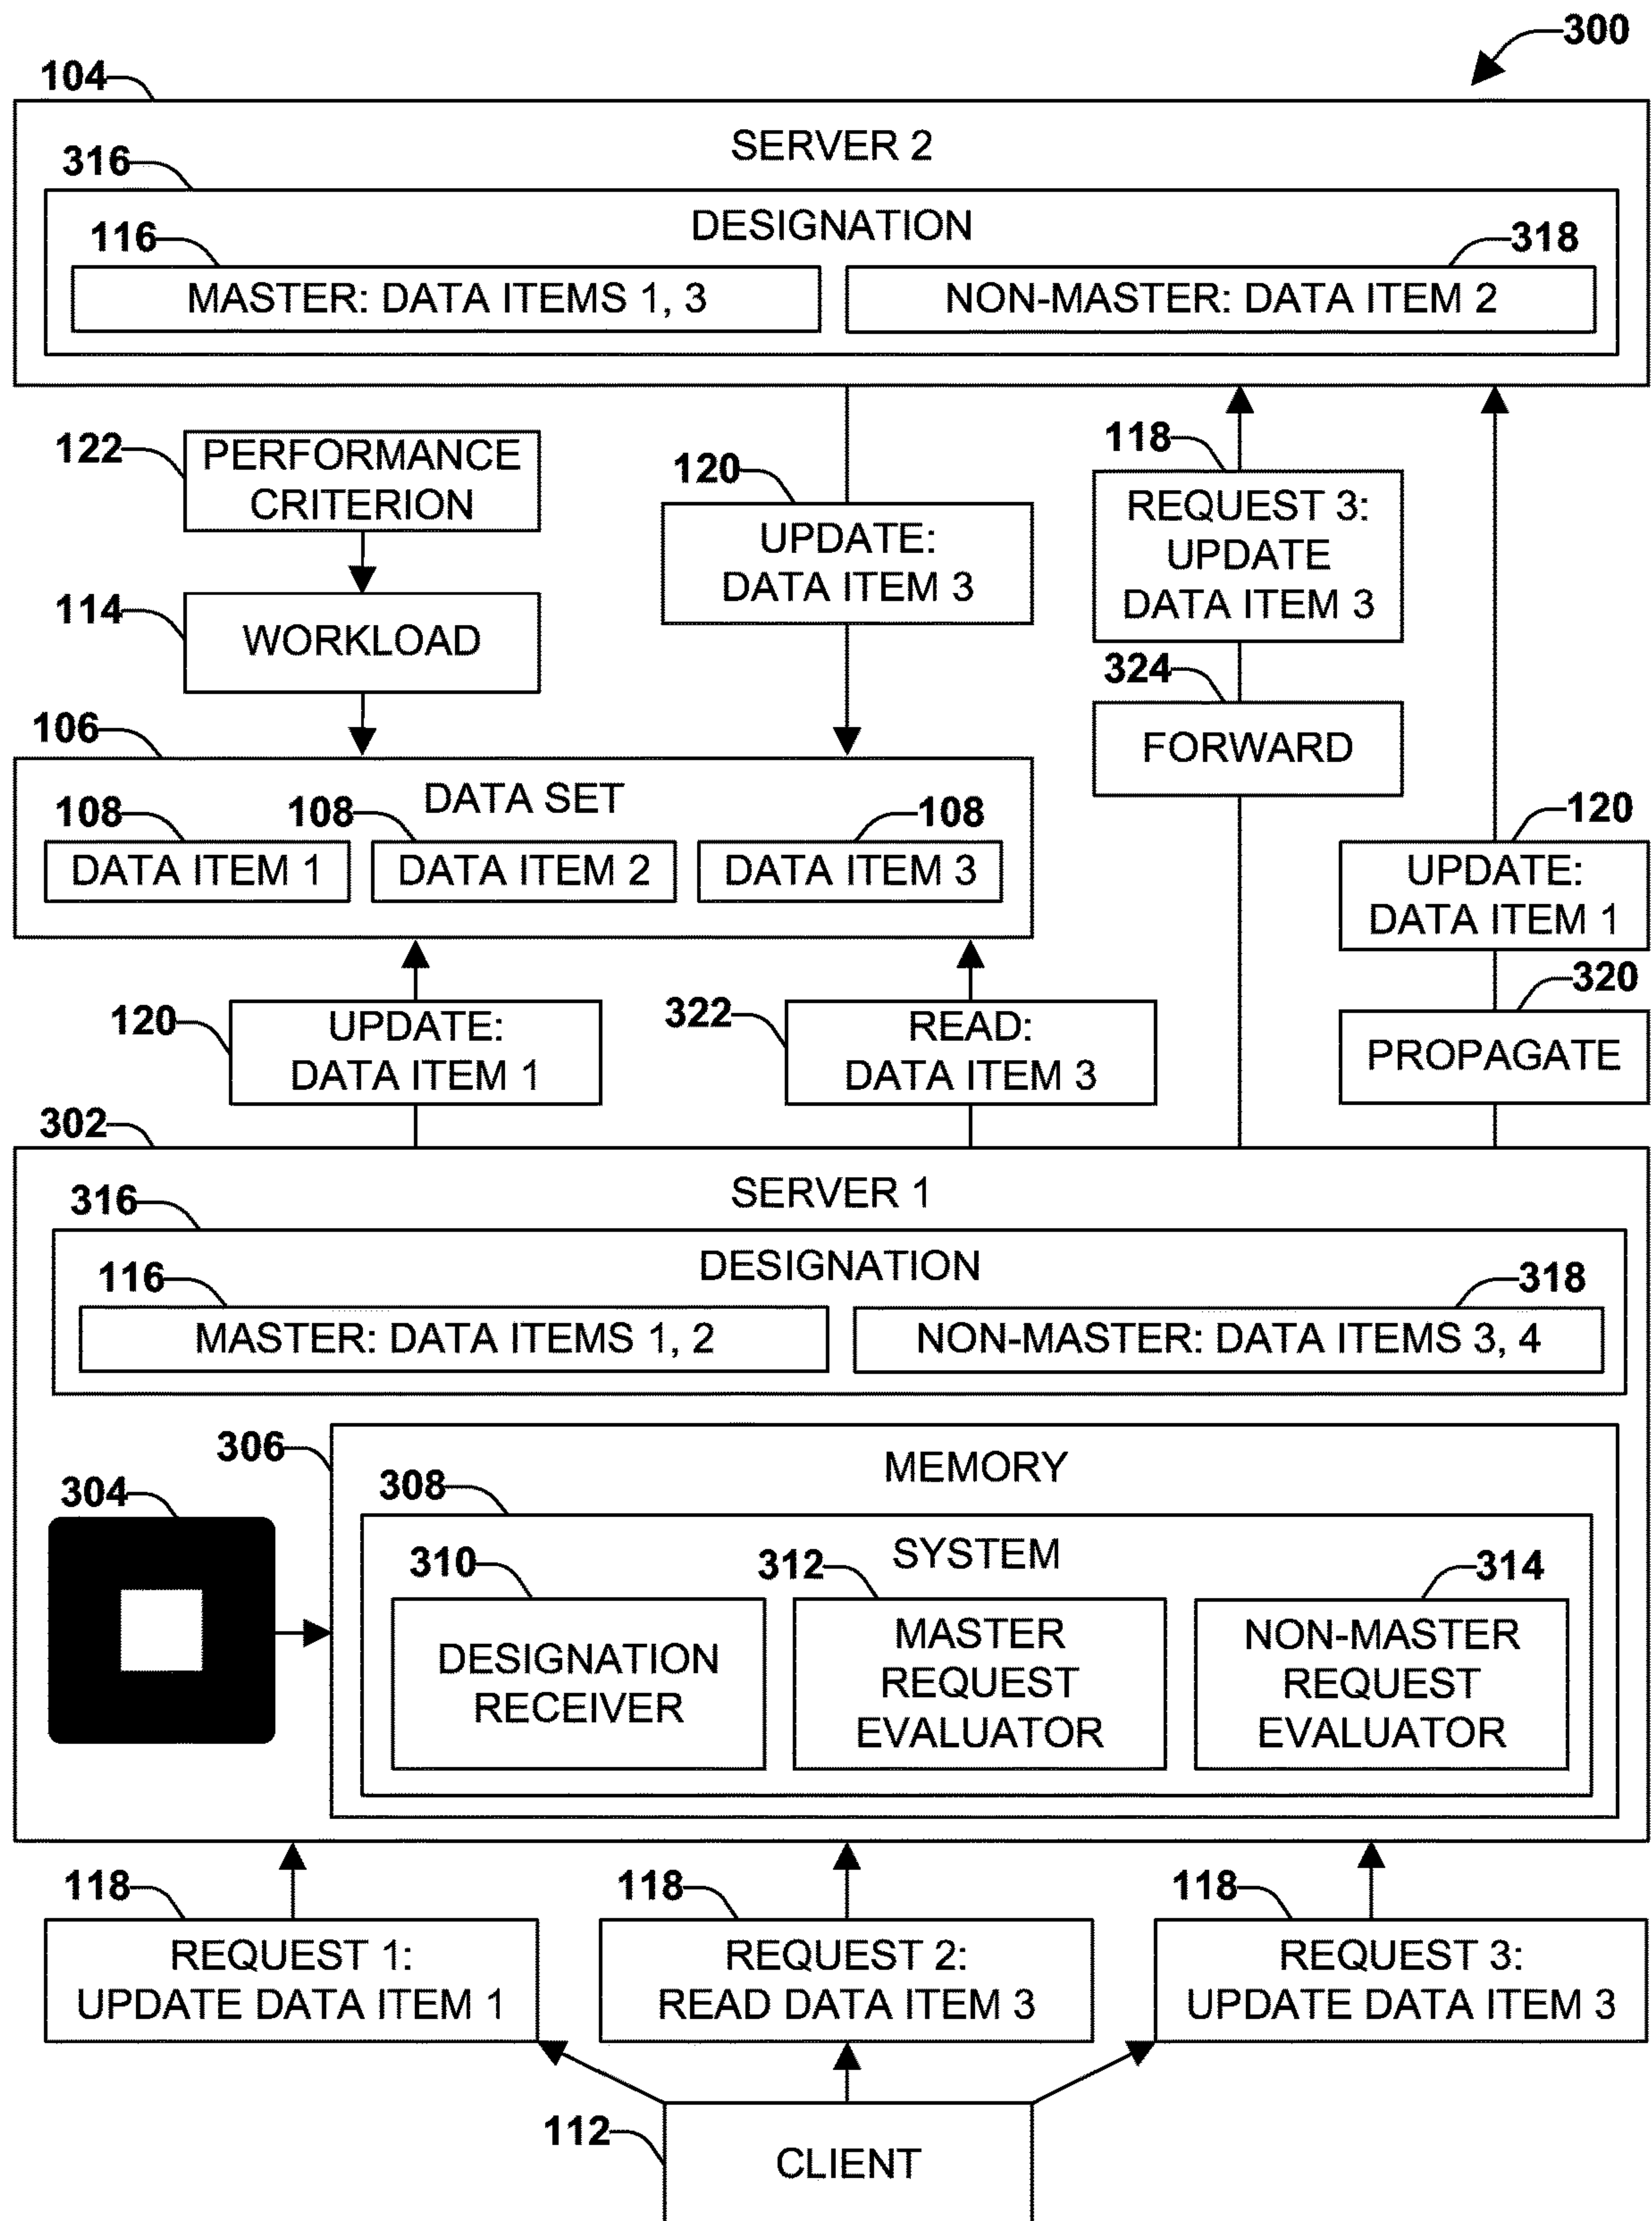 300
104
SERVER 2
316
DESIGNATION
116
318
MASTER: DATA ITEMS 1, 3
NON-MASTER: DATA ITEM 2
122
PERFORMANCE
CRITERION
120
UPDATE:
DATA ITEM 3
118
REQUEST 3:
UPDATE
DATA ITEM 3
114
WORKLOAD
324
FORWARD
106
DATA SET
108
108
108
DATA ITEM 1
DATA ITEM 2
DATA ITEM 3
120
UPDATE:
DATA ITEM 1
320
PROPAGATE
120
UPDATE:
DATA ITEM 1
322
READ:
DATA ITEM 3
302
SERVER 1
316
DESIGNATION
116
318
MASTER: DATA ITEMS 1, 2
NON-MASTER: DATA ITEMS 3, 4
306
MEMORY
304
308
SYSTEM
310
312
314
DESIGNATION
RECEIVER
MASTER
REQUEST
EVALUATOR
NON-MASTER
REQUEST
EVALUATOR
118
118
118
REQUEST 1:
UPDATE DATA ITEM 1
REQUEST 2:
READ DATA ITEM 3
REQUEST 3:
UPDATE DATA ITEM 3
112
CLIENT